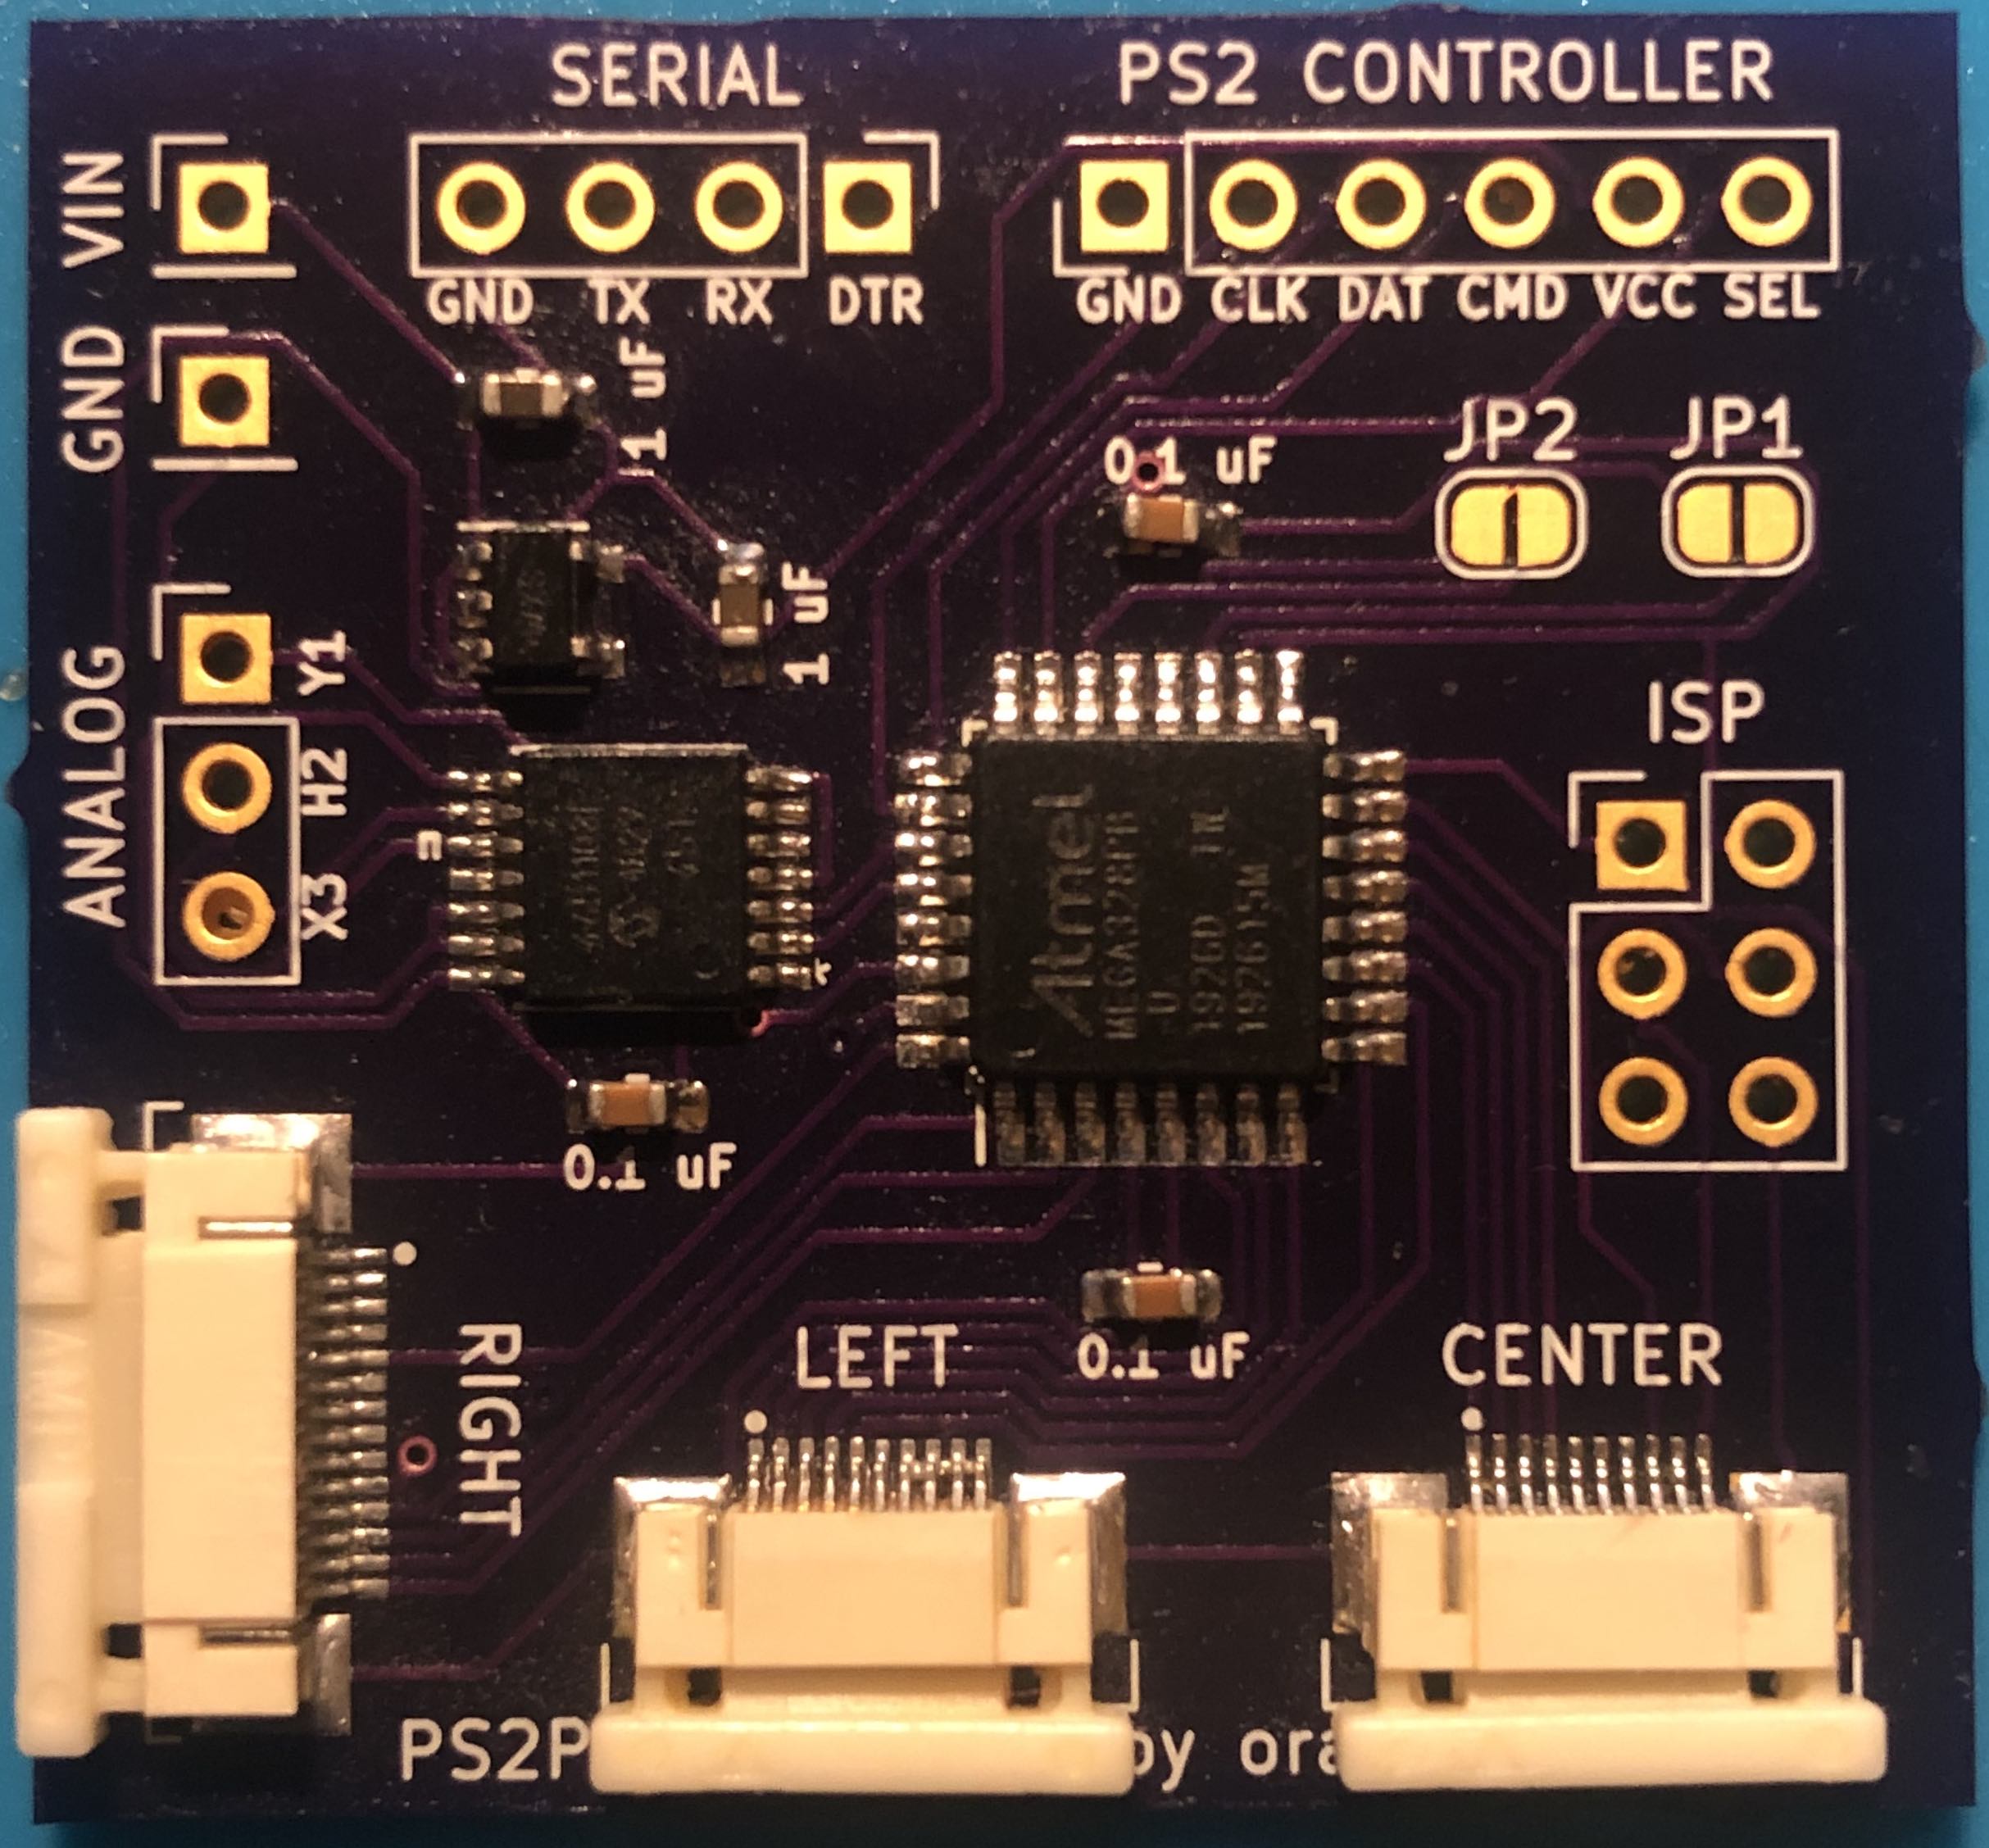 SERIAL
PS2 CONTROLLER
VIN
GND
GND TX RX DTR
GND CLK DAT CMD VCC SEL
1 uF
0.1 uF
JP2
JP1
1 uF
ANALOG
Y1
H2
X3
ISP
Atmel
MEGA328PB
-U
1926D
192615M
0.1 uF
0.1 uF
RIGHT
LEFT
CENTER
PS2P
by ora